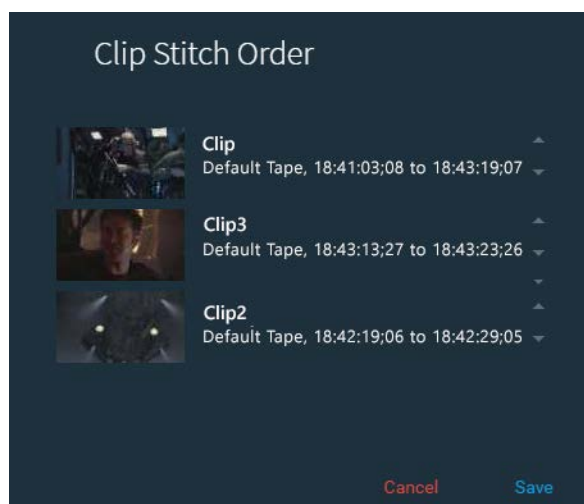 Clip Stitch Order
Clip
Default Tape, 18:41:03;08 to 18:43:19;07
Clip3
Default Tape, 18:43:13;27 to 18:43:23;26
Clip2
Default Tape, 18:42:19;06 to 18:42:29;05
Cancel Save